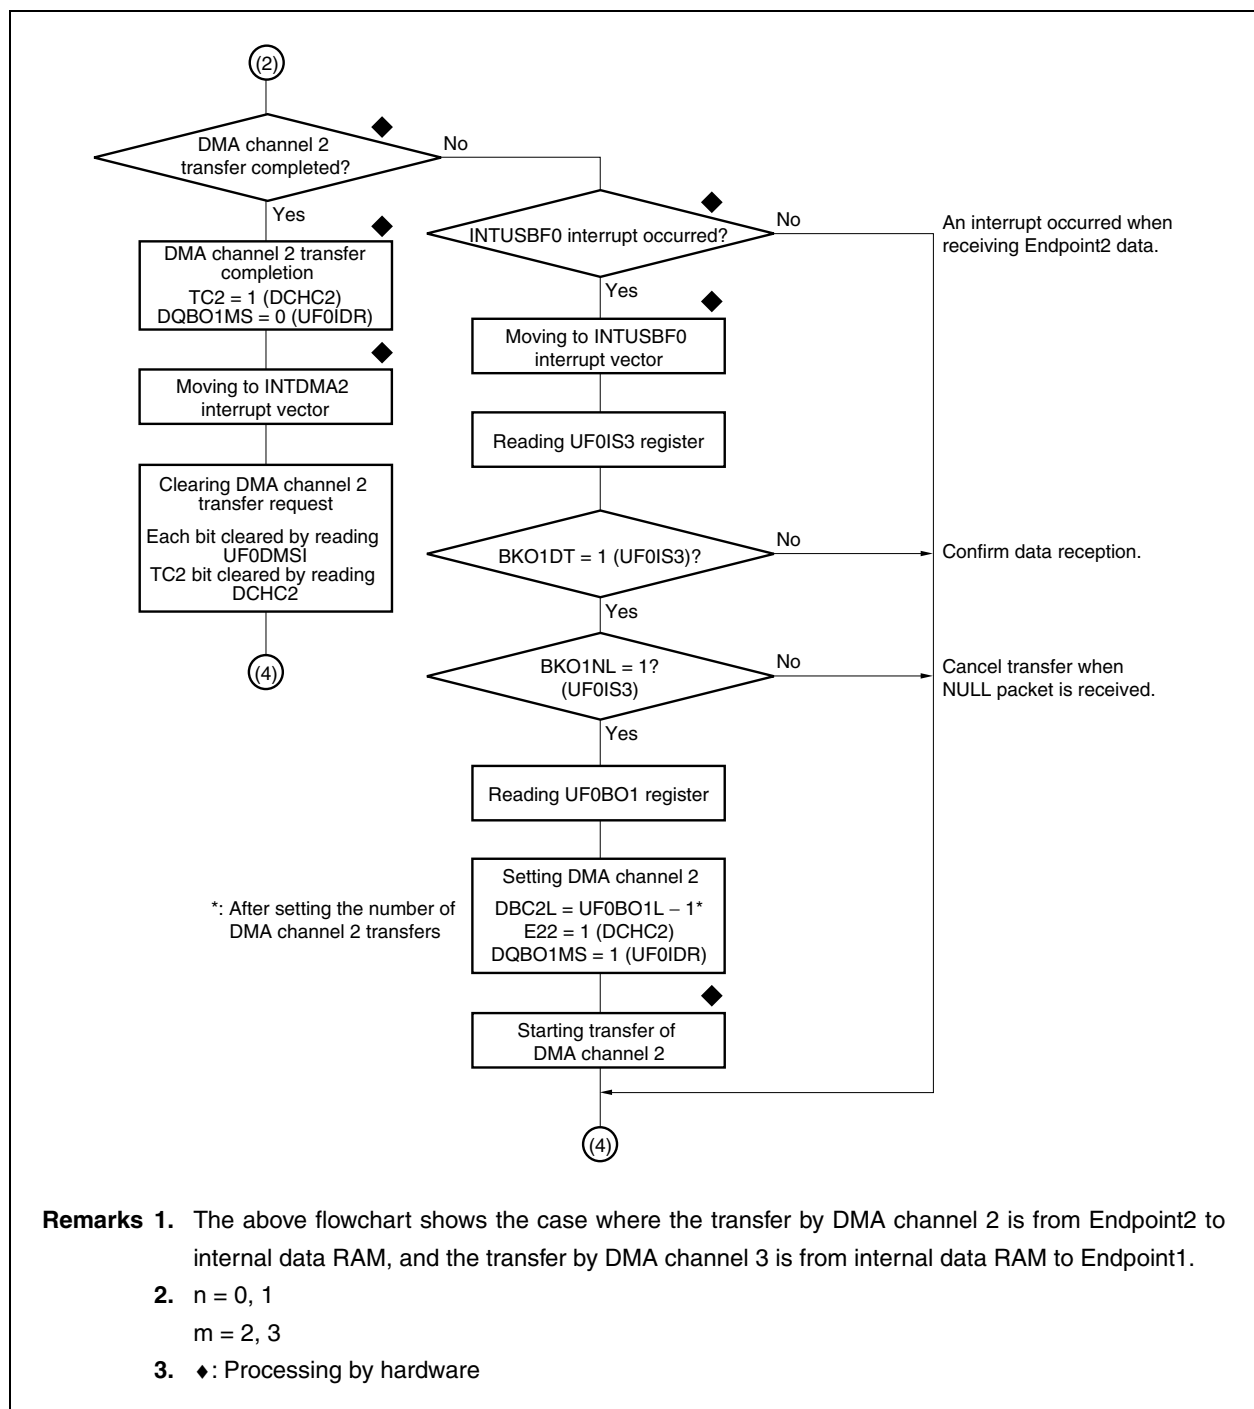 (2)
DMA channel 2
transfer completed?
No
Yes
DMA channel 2 transfer
completion
TC2 = 1 (DCHC2)
DQBO1MS = 0 (UF0IDR)
Moving to INTDMA2
interrupt vector
Clearing DMA channel 2
transfer request
Each bit cleared by reading
UF0DMSI
TC2 bit cleared by reading
DCHC2
(4)
INTUSBF0 interrupt occurred?
No
An interrupt occurred when
receiving Endpoint2 data.
Yes
Moving to INTUSBF0
interrupt vector
Reading UF0IS3 register
BKO1DT = 1 (UF0IS3)?
No
Confirm data reception.
Yes
BKO1NL = 1?
(UF0IS3)
No
Cancel transfer when
NULL packet is received.
Yes
Reading UF0BO1 register
Setting DMA channel 2
DBC2L = UF0BO1L – 1*
E22 = 1 (DCHC2)
DQBO1MS = 1 (UF0IDR)
*: After setting the number of
DMA channel 2 transfers
Starting transfer of
DMA channel 2
(4)
Remarks 1. The above flowchart shows the case where the transfer by DMA channel 2 is from Endpoint2 to
internal data RAM, and the transfer by DMA channel 3 is from internal data RAM to Endpoint1.
2. n = 0, 1
m = 2, 3
3. ♦: Processing by hardware